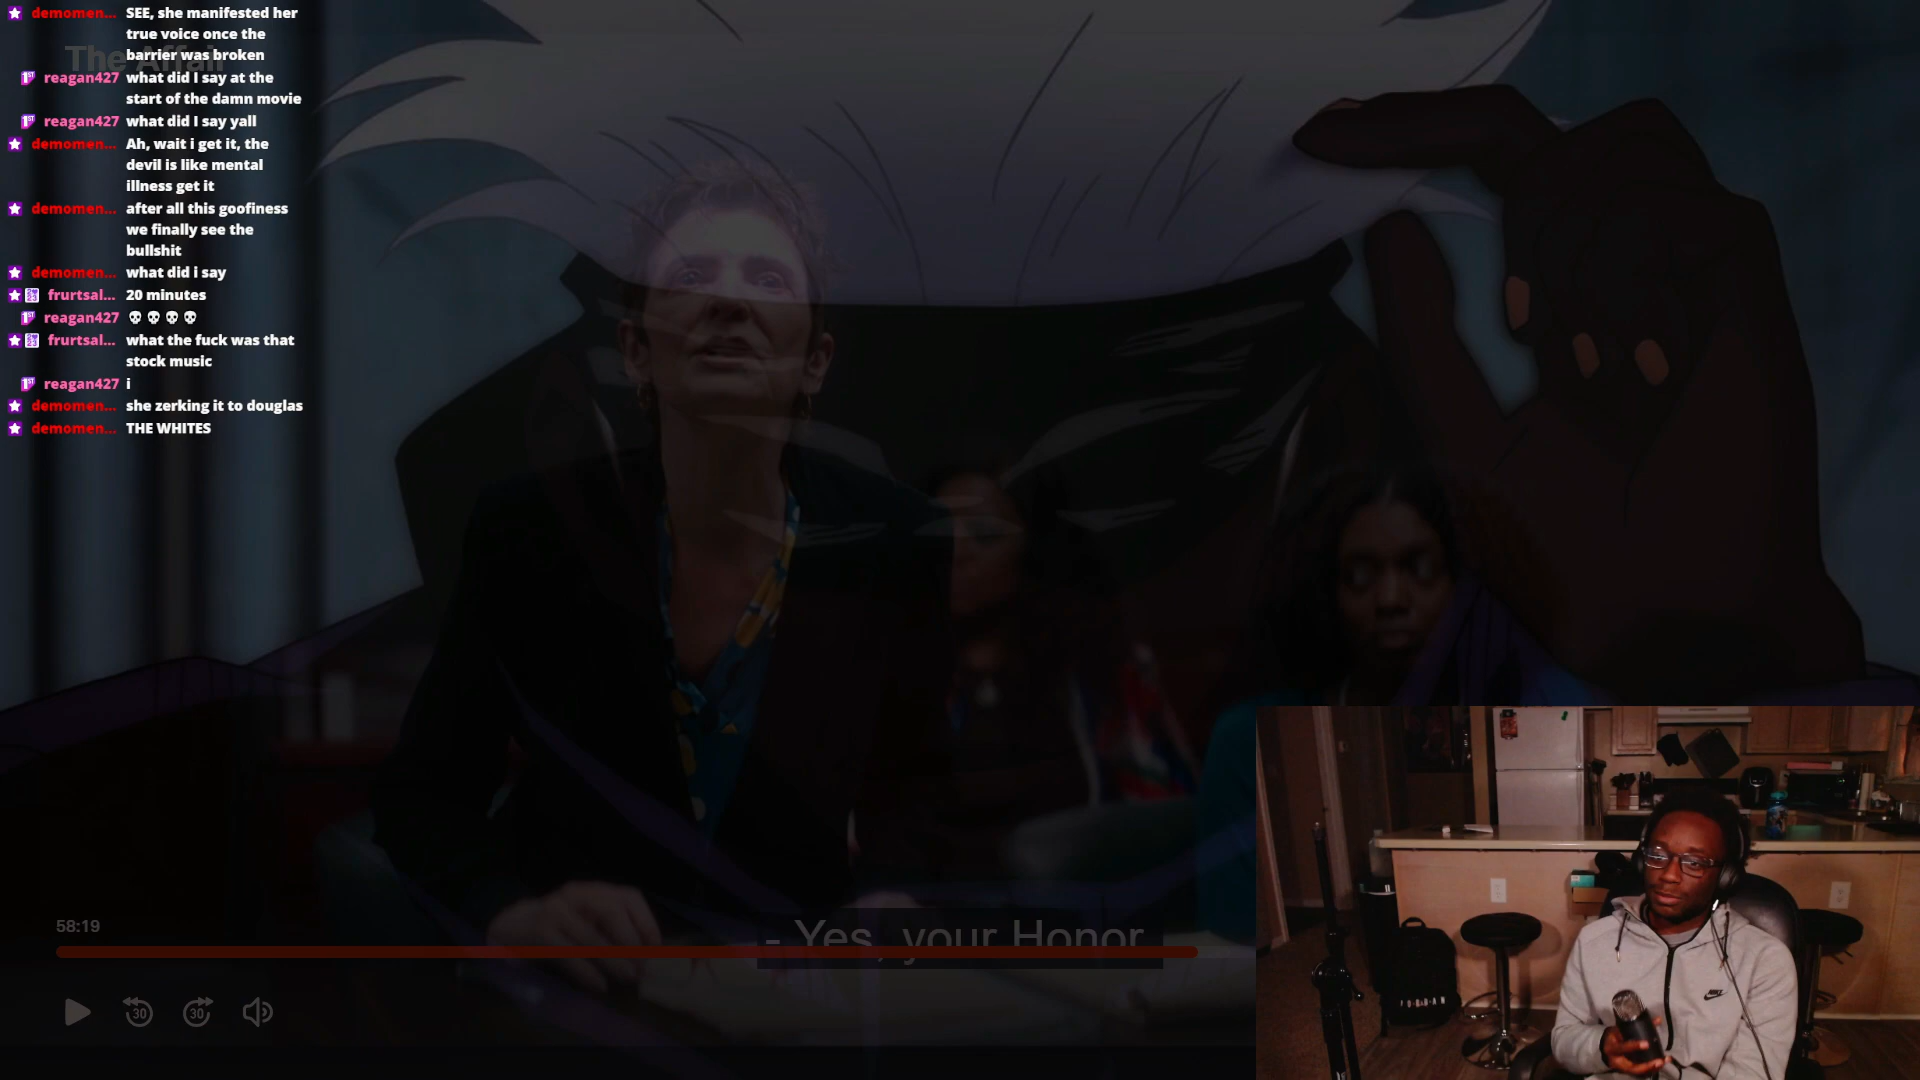 demomen... SEE, she manifested her
true voice once the
barrier was broken
The Affair
reagan427 what did I say at the
start of the damn movie
reagan427 what did I say yall
demomen... Ah, wait i get it, the
devil is like mental
illness get it
demomen... after all this goofiness
we finally see the
bullshit
demomen... what did i say
frurtsal... 20 minutes
reagan427 💀 💀 💀 💀
frurtsal... what the fuck was that
stock music
reagan427 i
demomen... she zerking it to douglas
demomen... THE WHITES
58:19
- Yes, your Honor.
30 30
JORDAN